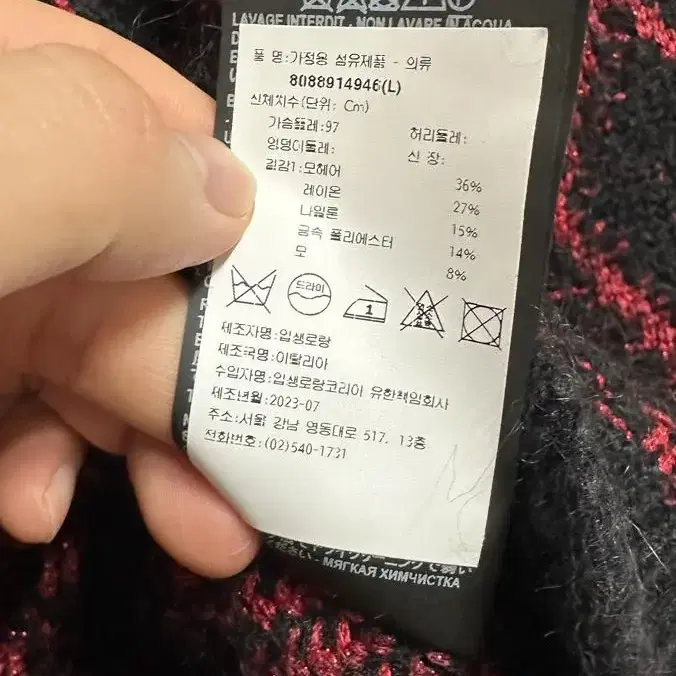 LAVAGE INTERDIT - NON LAVARE IN ACQUA
품 명:가정용 섬유제품 - 의류
8088914946(L)
신체치수(단위: Cm)
가슴둘레:97 허리둘레:
엉덩이둘레: 신 장:
겉감1:모헤어 36%
레이온 27%
나일론 15%
금속 폴리에스터 14%
모 8%
드라이
1
제조자명:입생로랑
제조국명:이탈리아
수입자명:입생로랑코리아 유한책임회사
제조년월:2023-07
주소:서울 강남 영동대로 517, 13층
전화번호:(02)540-1731
МЯГКАЯ ХИМЧИСТКА